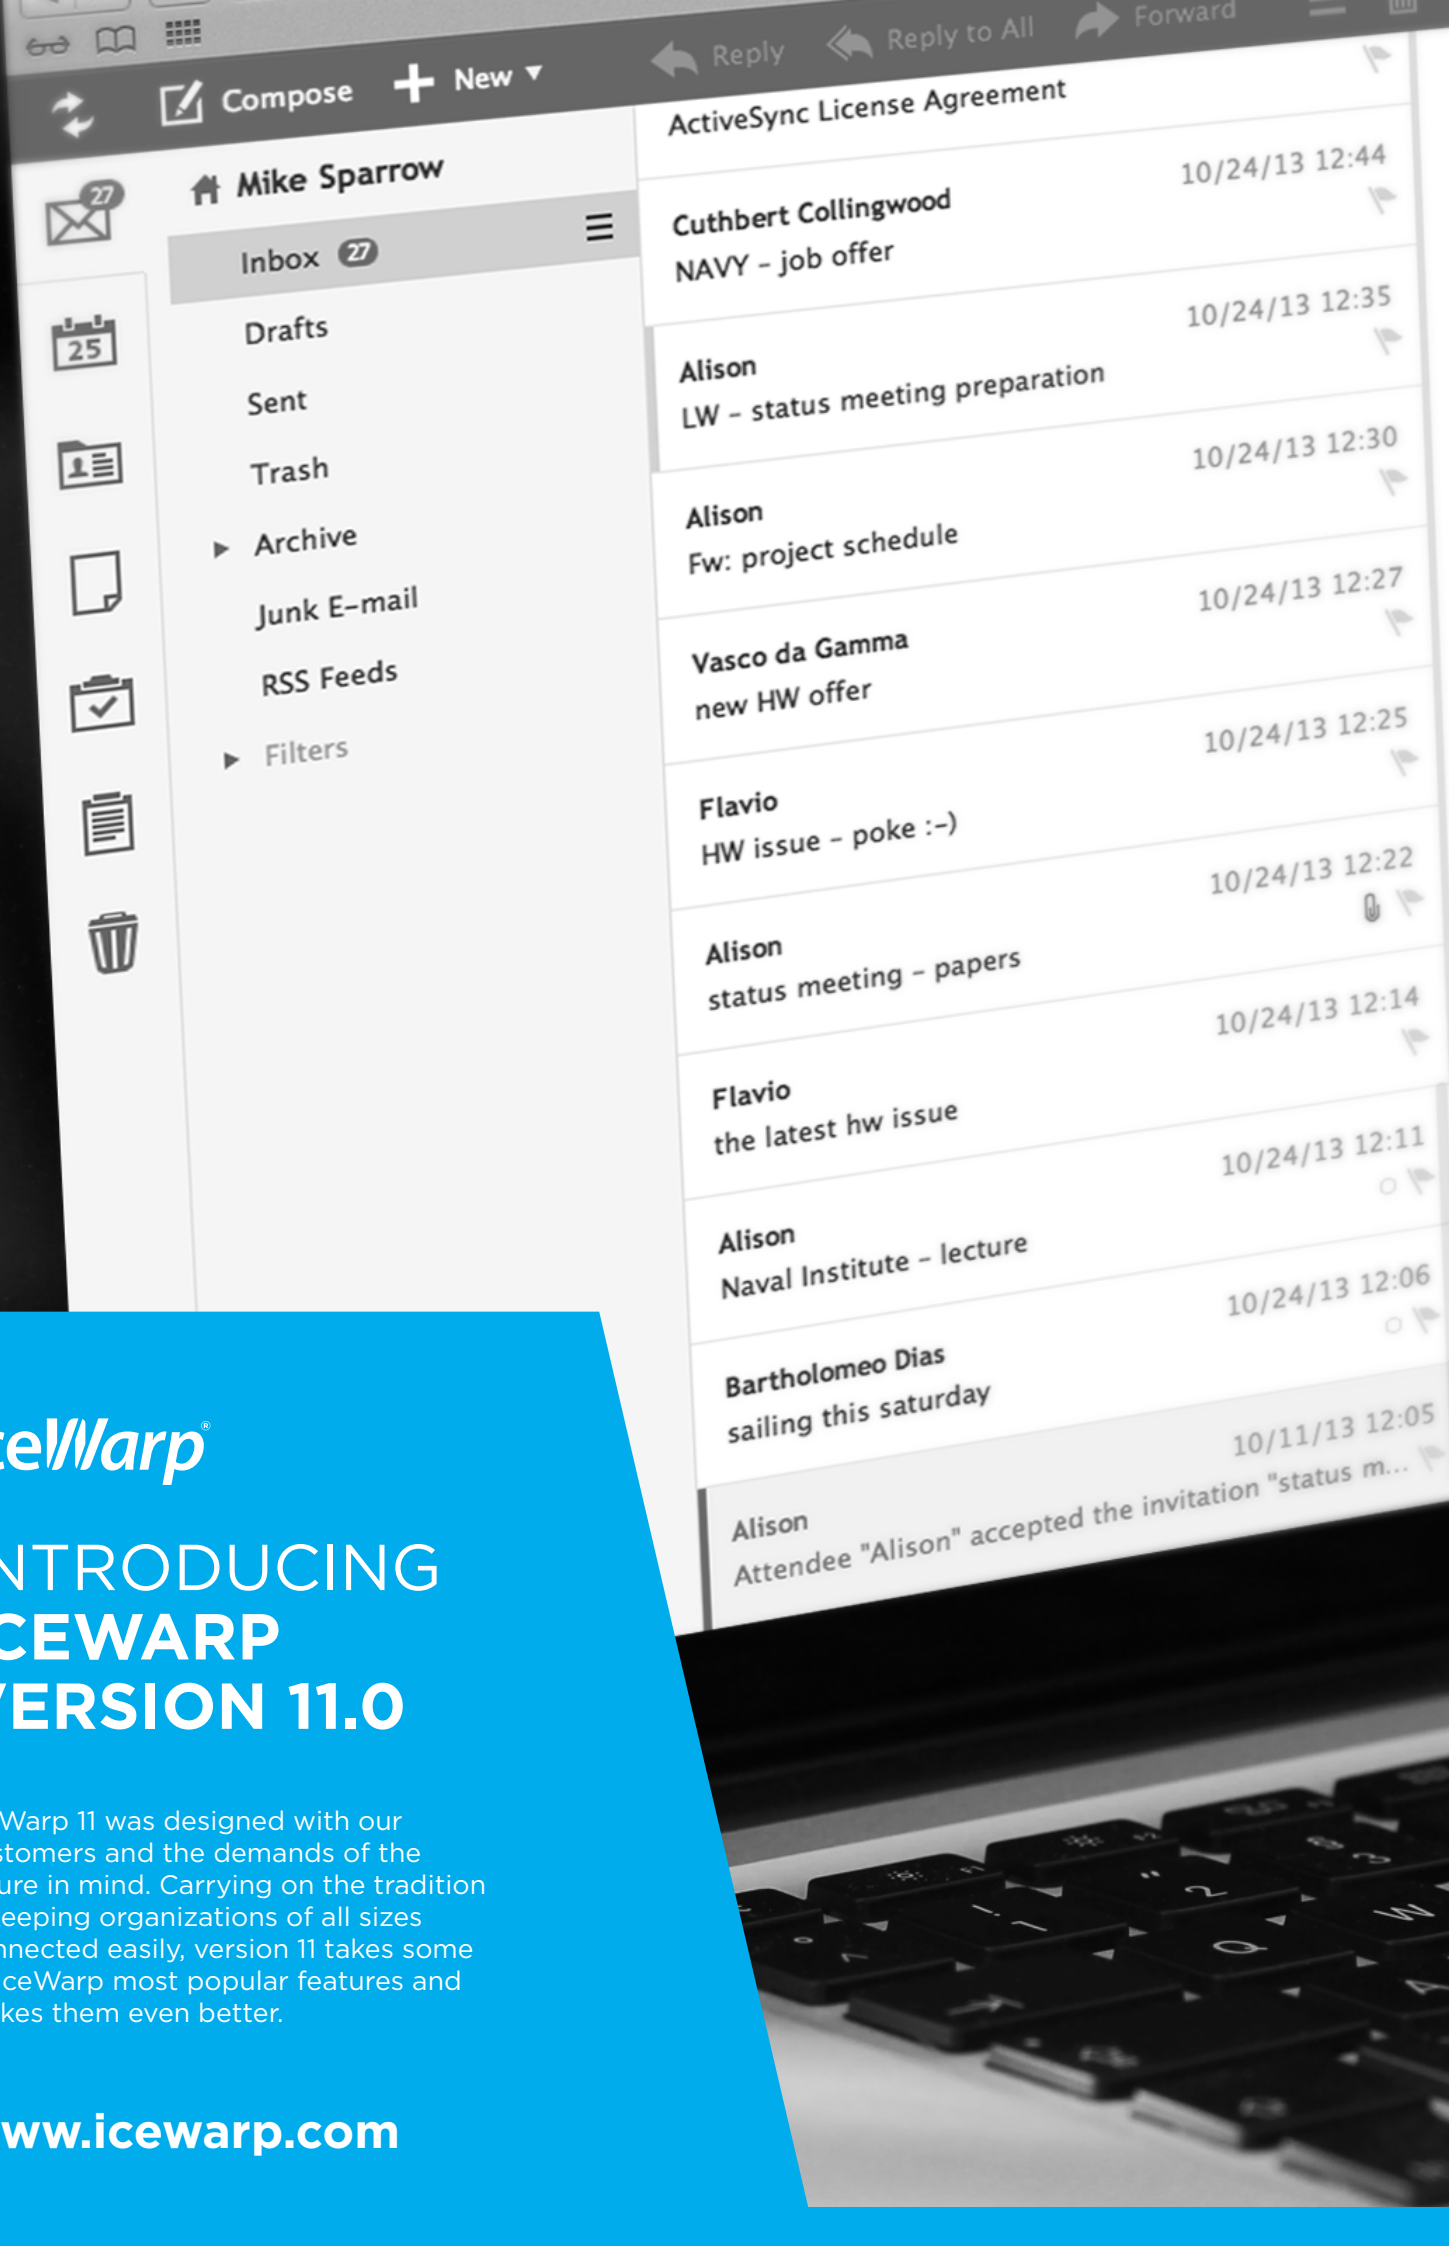 Reply
Reply to All
Forward
Compose
New
27
Mike Sparrow
Inbox 27
25
Drafts
Sent
Trash
Archive
Junk E-mail
RSS Feeds
Filters
ActiveSync License Agreement
10/24/13 12:44
Cuthbert Collingwood
NAVY - job offer
10/24/13 12:35
Alison
LW - status meeting preparation
10/24/13 12:30
Alison
Fw: project schedule
10/24/13 12:27
Vasco da Gamma
new HW offer
10/24/13 12:25
Flavio
HW issue - poke :-)
10/24/13 12:22
Alison
status meeting - papers
10/24/13 12:14
Flavio
the latest hw issue
10/24/13 12:11
Alison
Naval Institute - lecture
10/24/13 12:06
Bartholomeo Dias
sailing this saturday
10/11/13 12:05
Alison
Attendee "Alison" accepted the invitation "status m...
ceWarp®
NTRODUCING
CEWARP
VERSION 11.0
Warp 11 was designed with our
stomers and the demands of the
ure in mind. Carrying on the tradition
eeping organizations of all sizes
nnected easily, version 11 takes some
ceWarp most popular features and
kes them even better.
ww.icewarp.com
! 1
" 2
3
Q
W
A